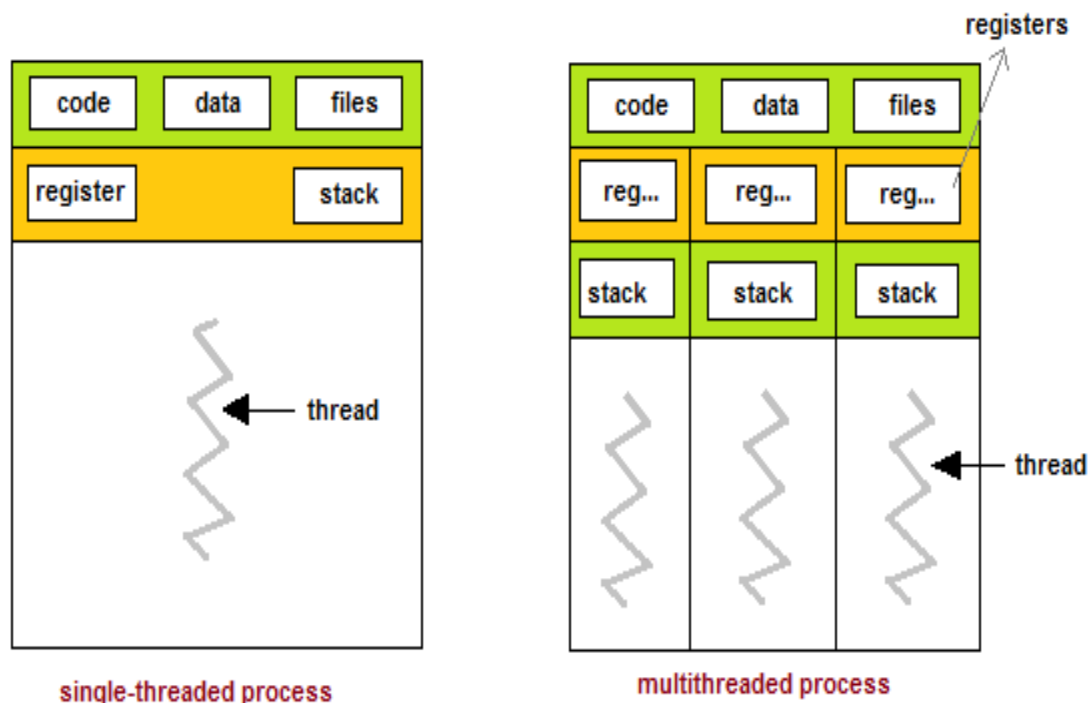 registers
code data files
register stack
thread
single-threaded process
code data files
reg... reg... reg...
stack stack stack
thread
multithreaded process